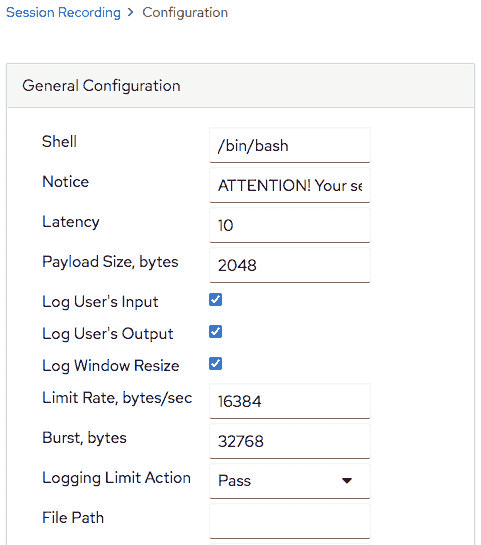 Session Recording > Configuration
General Configuration
Shell /bin/bash
Notice ATTENTION! Your se
Latency 10
Payload Size, bytes 2048
Log User's Input
Log User's Output
Log Window Resize
Limit Rate, bytes/sec 16384
Burst, bytes 32768
Logging Limit Action Pass
File Path